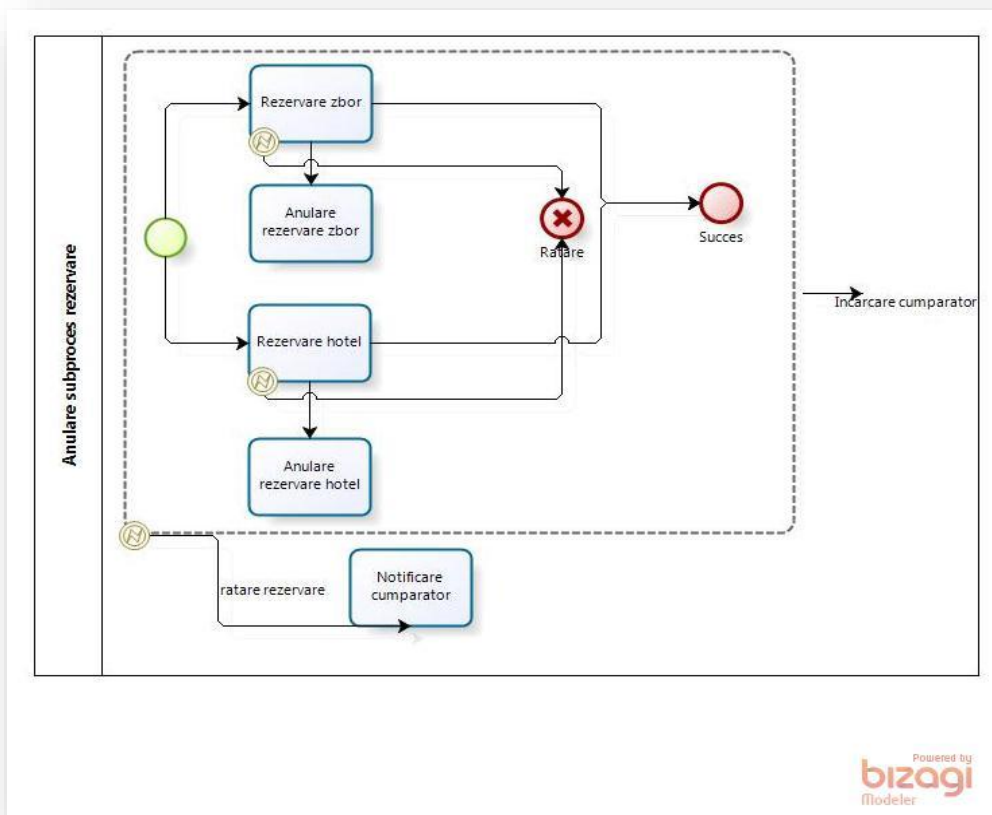 Anulare subproces rezervare
Rezervare zbor
Anulare
rezervare zbor
Ratare
Succes
Incarcare cumparator
Rezervare hotel
Anulare
rezervare hotel
ratare rezervare
Notificare
cumparator
Powered by
bizagi
Modeler